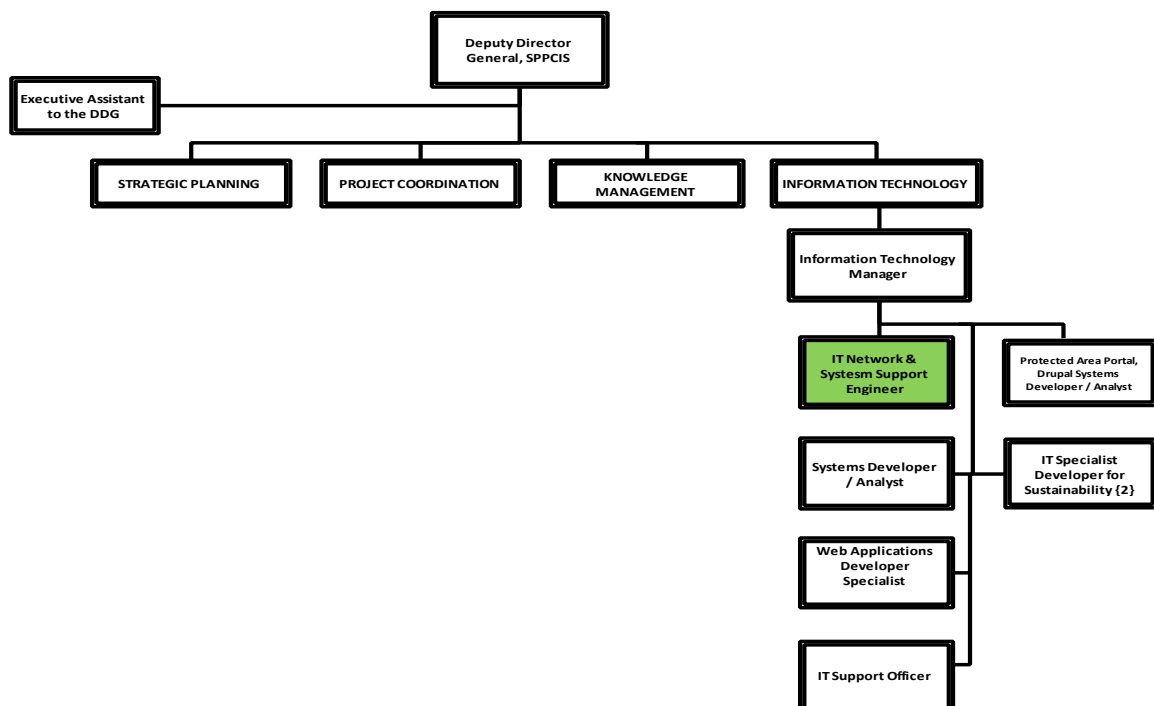 Deputy Director
General, SPPCIS
Executive Assistant
to the DDG
STRATEGIC PLANNING
PROJECT COORDINATION
KNOWLEDGE
MANAGEMENT
INFORMATION TECHNOLOGY
Information Technology
Manager
IT Network &
Systesm Support
Engineer
Protected Area Portal,
Drupal Systems
Developer / Analyst
Systems Developer
/ Analyst
IT Specialist
Developer for
Sustainability {2}
Web Applications
Developer
Specialist
IT Support Officer